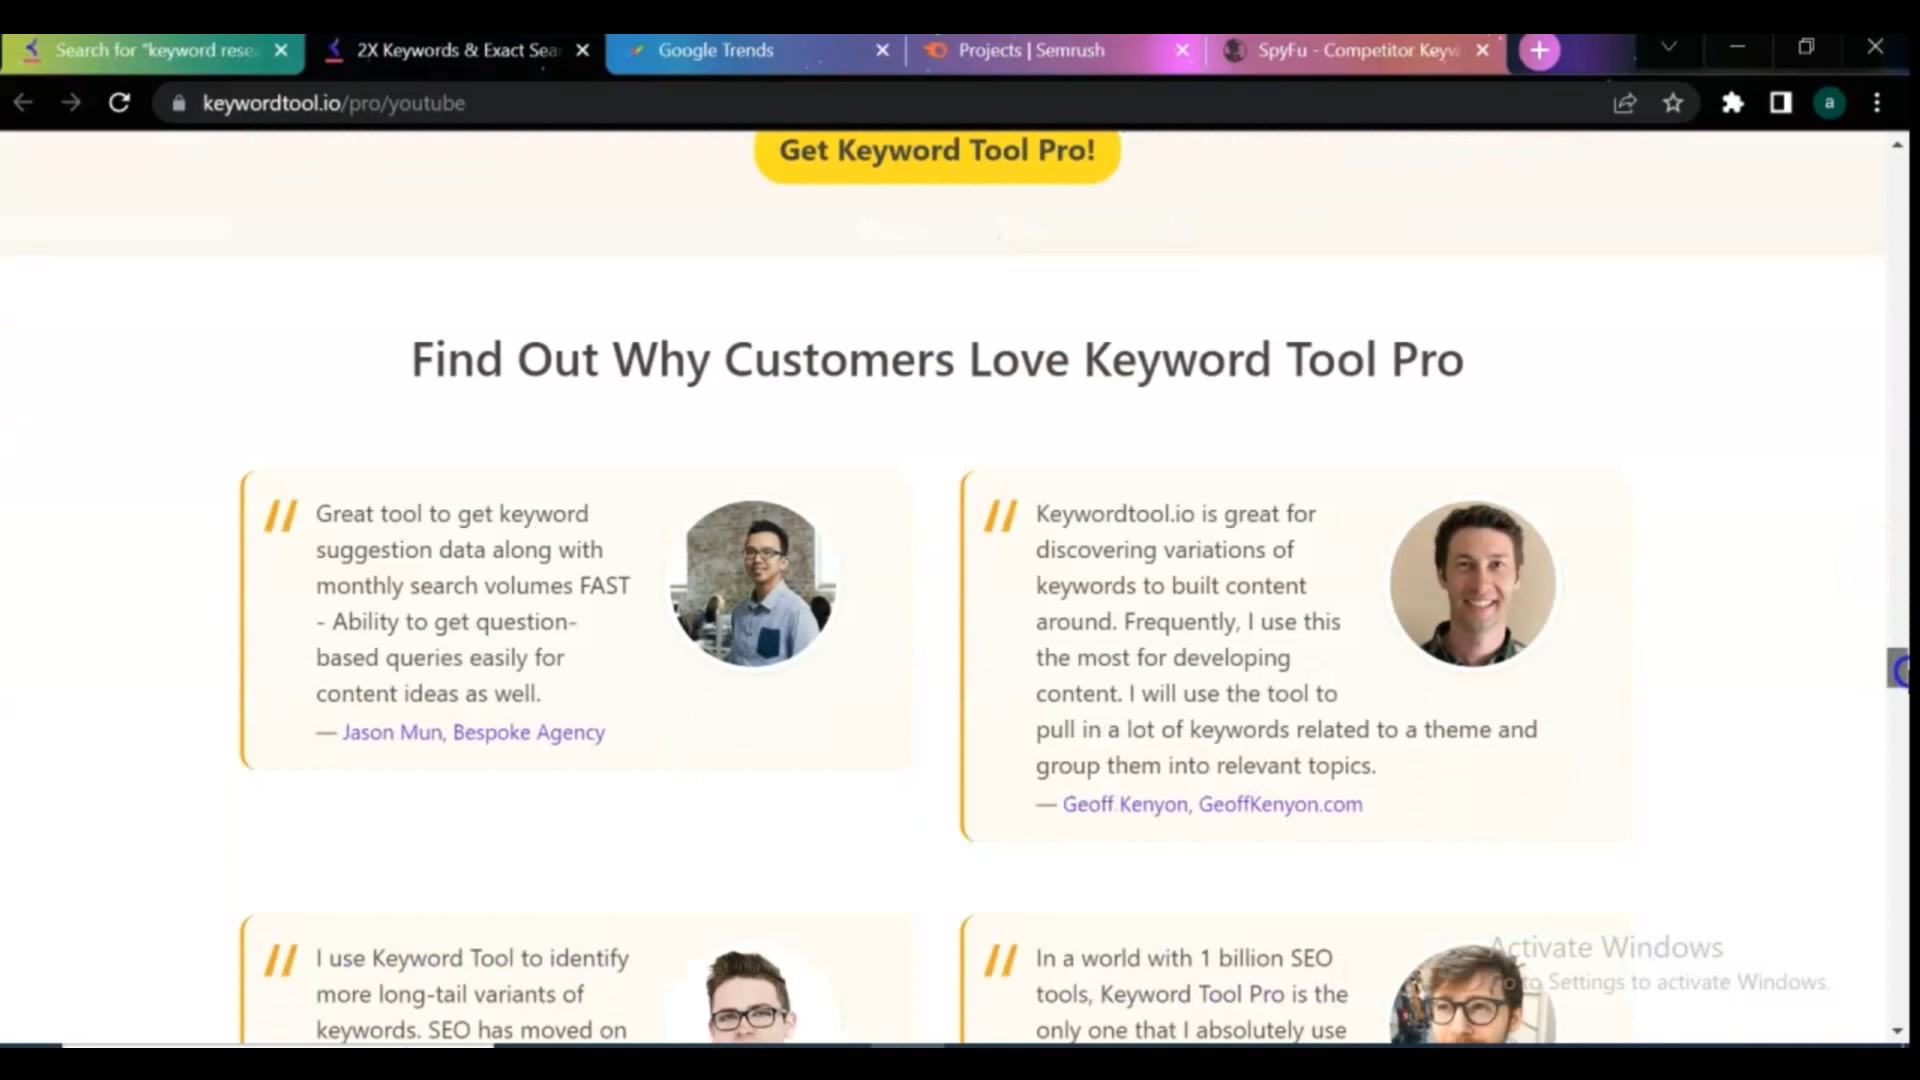 Search for "keyword rese
2X Keywords & Exact Sea
Google Trends
Projects | Semrush
SpyFu - Competitor Keyw
keywordtool.io/pro/youtube
a
Get Keyword Tool Pro!
Find Out Why Customers Love Keyword Tool Pro
Great tool to get keyword
suggestion data along with
monthly search volumes FAST
- Ability to get question-
based queries easily for
content ideas as well.
— Jason Mun, Bespoke Agency
Keywordtool.io is great for
discovering variations of
keywords to built content
around. Frequently, I use this
the most for developing
content. I will use the tool to
pull in a lot of keywords related to a theme and
group them into relevant topics.
— Geoff Kenyon, GeoffKenyon.com
I use Keyword Tool to identify
more long-tail variants of
keywords. SEO has moved on
In a world with 1 billion SEO
tools, Keyword Tool Pro is the
only one that I absolutely use
Activate Windows
Go to Settings to activate Windows.